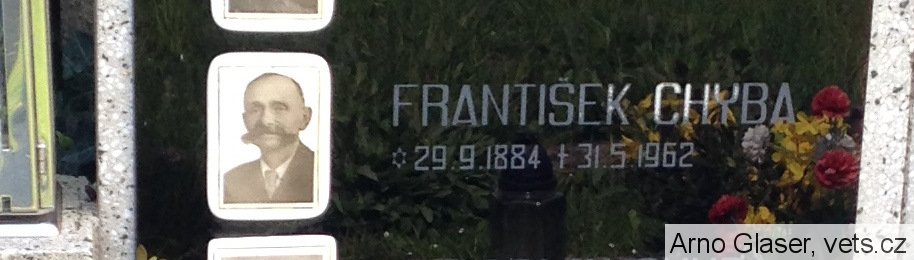 FRANTIŠEK CHYBA
✡ 29.9.1884 ✝ 31.5.1962
Arno Glaser, vets.cz